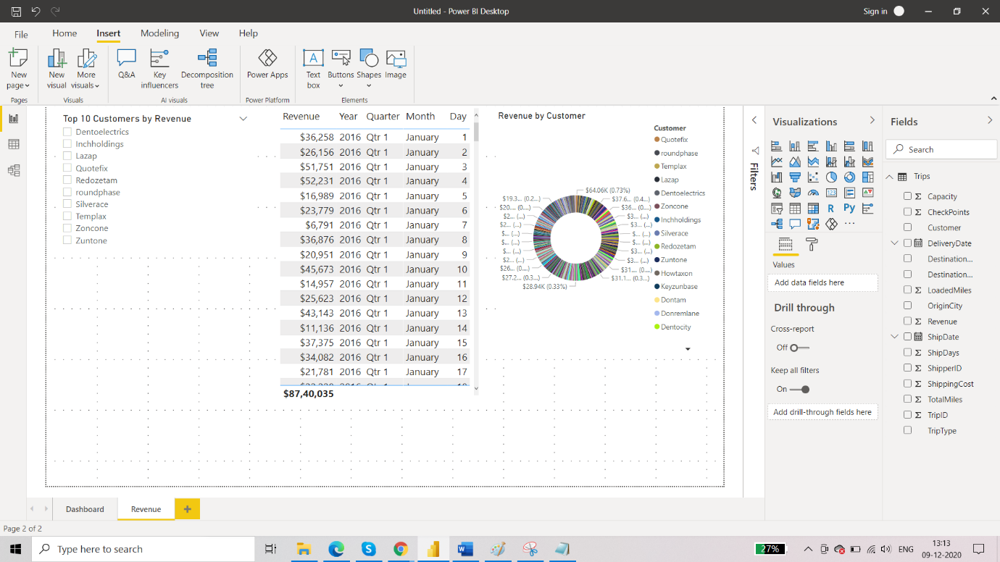 Untitled - Power BI Desktop
Sign in
File
Home
Insert
Modeling
View
Help
New page
New visual
More visuals
Q&A
Key influencers
Decomposition tree
Power Apps
Text box
Buttons
Shapes
Image
Pages
Visuals
AI visuals
Power Platform
Elements
Top 10 Customers by Revenue
Dentoelectrics
Inchholdings
Lazap
Quotefix
Redozetam
roundphase
Silverace
Templax
Zoncone
Zuntone
Revenue Year Quarter Month Day
$36,258 2016 Qtr 1 January 1
$26,156 2016 Qtr 1 January 2
$51,751 2016 Qtr 1 January 3
$52,231 2016 Qtr 1 January 4
$16,989 2016 Qtr 1 January 5
$23,779 2016 Qtr 1 January 6
$6,791 2016 Qtr 1 January 7
$36,876 2016 Qtr 1 January 8
$20,951 2016 Qtr 1 January 9
$45,673 2016 Qtr 1 January 10
$14,957 2016 Qtr 1 January 11
$25,623 2016 Qtr 1 January 12
$43,143 2016 Qtr 1 January 13
$11,136 2016 Qtr 1 January 14
$37,375 2016 Qtr 1 January 15
$34,082 2016 Qtr 1 January 16
$21,781 2016 Qtr 1 January 17
$87,40,035
Revenue by Customer
$64.06K (0.73%)
$37.6... (0.4...)
$36... (0....)
$3... (...)
$3... (...)
$... (...)
$... (...)
$3... (...)
$3... (...)
$31.... (0....)
$31.1... (0.3...)
$28.94K (0.33%)
$27.2... (0.3...)
$26... (0....)
$2... (...)
$... (...)
$... (...)
$... (...)
$2... (...)
$2... (...)
$20.... (0....)
$19.3... (0.2...)
Customer
Quotefix
roundphase
Templax
Lazap
Dentoelectrics
Zoncone
Inchholdings
Silverace
Redozetam
Zuntone
Howtaxon
Keyzunbase
Dontam
Donremlane
Dentocity
Filters
Visualizations
R
Py
123
Values
Add data fields here
Drill through
Cross-report
Off
Keep all filters
On
Add drill-through fields here
Fields
Search
Trips
Capacity
CheckPoints
Customer
DeliveryDate
Destination...
Destination...
LoadedMiles
OriginCity
Revenue
ShipDate
ShipDays
ShipperID
ShippingCost
TotalMiles
TripID
TripType
Dashboard
Revenue
Page 2 of 2
Type here to search
27%
ENG
13:13
09-12-2020